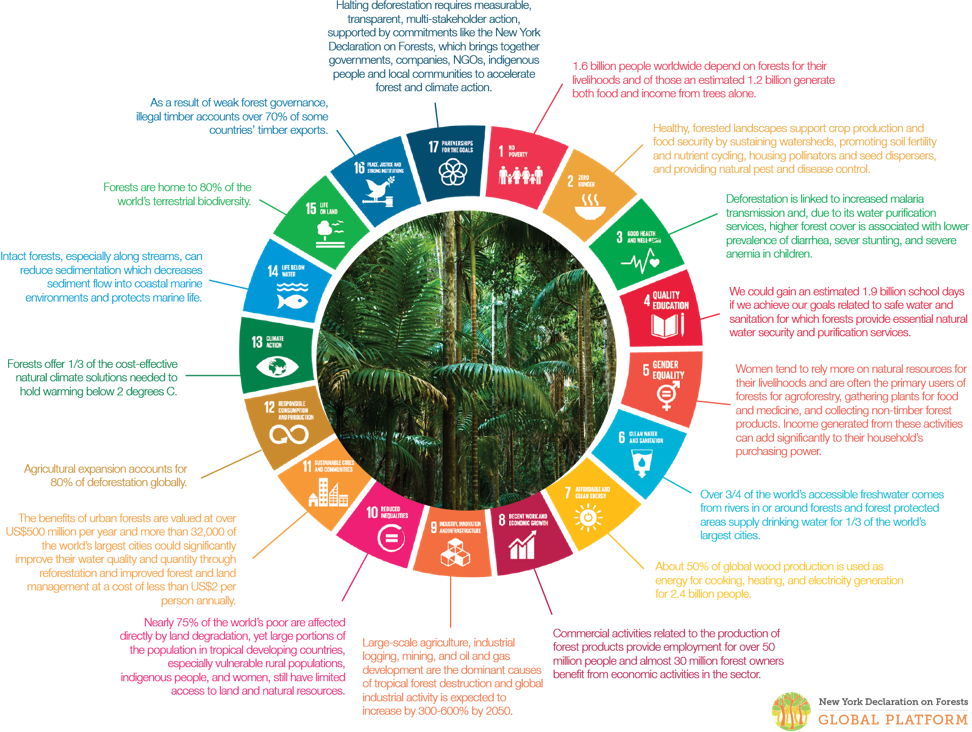 Halting deforestation requires measurable,
transparent, multi-stakeholder action,
supported by commitments like the New York
Declaration on Forests, which brings together
governments, companies, NGOs, indigenous
people and local communities to accelerate
forest and climate action.
1.6 billion people worldwide depend on forests for their
livelihoods and of those an estimated 1.2 billion generate
both food and income from trees alone.
Healthy, forested landscapes support crop production and
food security by sustaining watersheds, promoting soil fertility
and nutrient cycling, housing pollinators and seed dispersers,
and providing natural pest and disease control.
Deforestation is linked to increased malaria
transmission and, due to its water purification
services, higher forest cover is associated with lower
prevalence of diarrhea, sever stunting, and severe
anemia in children.
We could gain an estimated 1.9 billion school days
if we achieve our goals related to safe water and
sanitation for which forests provide essential natural
water security and purification services.
Women tend to rely more on natural resources for
their livelihoods and are often the primary users of
forests for agroforestry, gathering plants for food
and medicine, and collecting non-timber forest
products. Income generated from these activities
can add significantly to their household's
purchasing power.
Over 3/4 of the world's accessible freshwater comes
from rivers in or around forests and forest protected
areas supply drinking water for 1/3 of the world's
largest cities.
About 50% of global wood production is used as
energy for cooking, heating, and electricity generation
for 2.4 billion people.
Commercial activities related to the production of
forest products provide employment for over 50
million people and almost 30 million forest owners
benefit from economic activities in the sector.
Large-scale agriculture, industrial
logging, mining, and oil and gas
development are the dominant causes
of tropical forest destruction and global
industrial activity is expected to
increase by 300-600% by 2050.
Nearly 75% of the world's poor are affected
directly by land degradation, yet large portions of
the population in tropical developing countries,
especially vulnerable rural populations,
indigenous people, and women, still have limited
access to land and natural resources.
The benefits of urban forests are valued at over
US$500 million per year and more than 32,000 of
the world's largest cities could significantly
improve their water quality and quantity through
reforestation and improved forest and land
management at a cost of less than US$2 per
person annually.
Agricultural expansion accounts for
80% of deforestation globally.
Forests offer 1/3 of the cost-effective
natural climate solutions needed to
hold warming below 2 degrees C.
Intact forests, especially along streams, can
reduce sedimentation which decreases
sediment flow into coastal marine
environments and protects marine life.
Forests are home to 80% of the
world's terrestrial biodiversity.
As a result of weak forest governance,
illegal timber accounts over 70% of some
countries' timber exports.
1 NO
POVERTY
2 ZERO
HUNGER
3 GOOD HEALTH
AND WELL-BEING
4 QUALITY
EDUCATION
5 GENDER
EQUALITY
6 CLEAN WATER
AND SANITATION
7 AFFORDABLE AND
CLEAN ENERGY
8 DECENT WORK AND
ECONOMIC GROWTH
9 INDUSTRY, INNOVATION
AND INFRASTRUCTURE
10 REDUCED
INEQUALITIES
11 SUSTAINABLE CITIES
AND COMMUNITIES
12 RESPONSIBLE
CONSUMPTION
AND PRODUCTION
13 CLIMATE
ACTION
14 LIFE BELOW
WATER
15 LIFE
ON LAND
16 PEACE, JUSTICE AND
STRONG INSTITUTIONS
17 PARTNERSHIPS
FOR THE GOALS
New York Declaration on Forests
GLOBAL PLATFORM